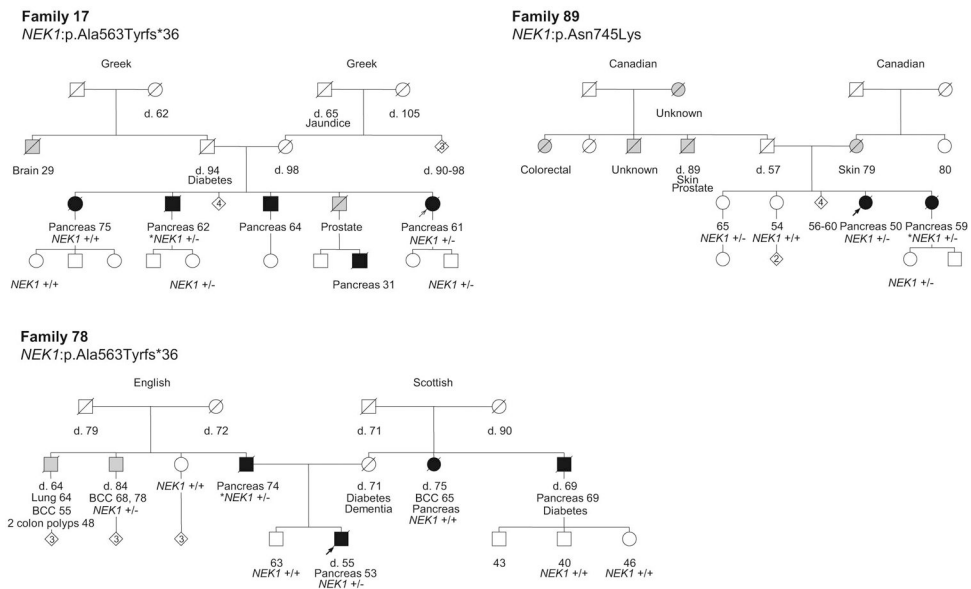 Family 17
NEK1:p.Ala563Tyrfs*36
Greek
Greek
d. 62
d. 65
Jaundice
d. 105
3
Brain 29
d. 94
Diabetes
d. 98
d. 90-98
4
Pancreas 75
NEK1 +/+
Pancreas 62
*NEK1 +/-
Pancreas 64
Prostate
Pancreas 61
NEK1 +/-
NEK1 +/+
NEK1 +/-
Pancreas 31
NEK1 +/-
Family 89
NEK1:p.Asn745Lys
Canadian
Canadian
Unknown
Colorectal
Unknown
d. 89
Skin
Prostate
d. 57
Skin 79
80
4
65
NEK1 +/-
54
NEK1 +/+
56-60
Pancreas 50
NEK1 +/-
Pancreas 59
*NEK1 +/-
2
NEK1 +/-
Family 78
NEK1:p.Ala563Tyrfs*36
English
Scottish
d. 79
d. 72
d. 71
d. 90
d. 64
Lung 64
BCC 55
2 colon polyps 48
d. 84
BCC 68, 78
NEK1 +/-
NEK1 +/+
Pancreas 74
*NEK1 +/-
d. 71
Diabetes
Dementia
d. 75
BCC 65
Pancreas
NEK1 +/+
d. 69
Pancreas 69
Diabetes
3
3
3
63
NEK1 +/+
d. 55
Pancreas 53
NEK1 +/-
43
40
NEK1 +/+
46
NEK1 +/+